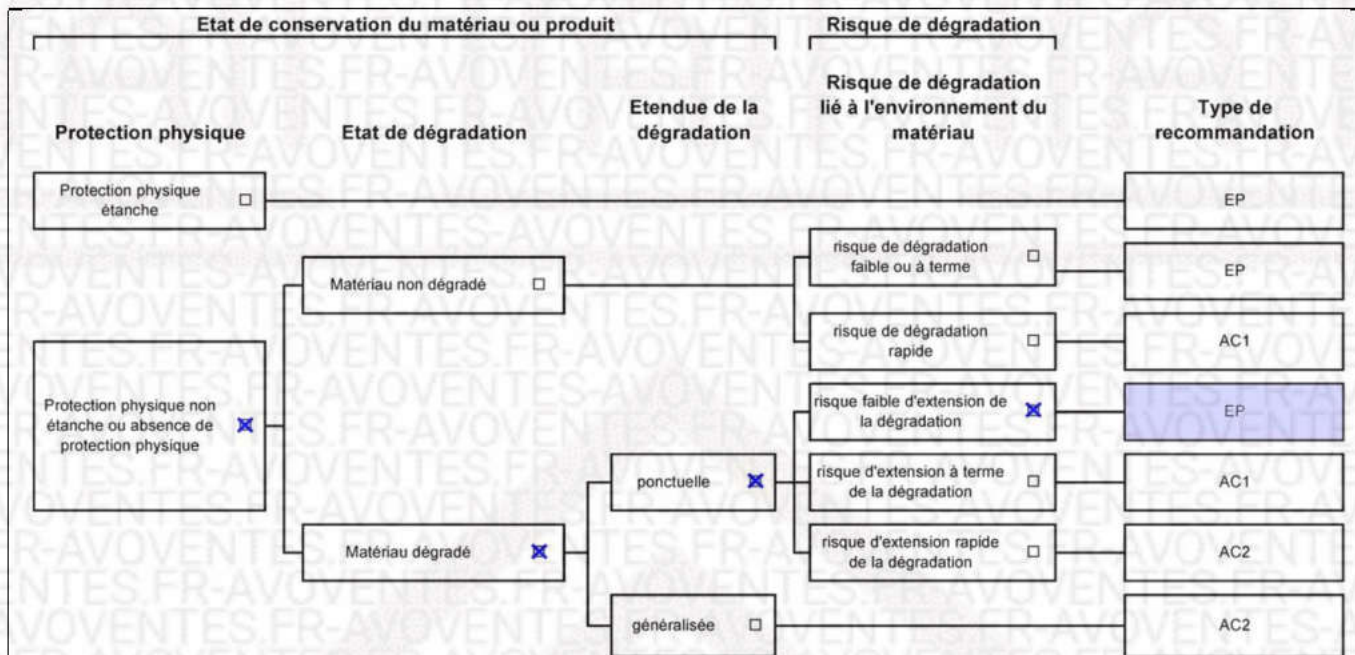 Etat de conservation du matériau ou produit
Risque de dégradation
Protection physique
Etat de dégradation
Etendue de la
dégradation
Risque de dégradation
lié à l'environnement du
matériau
Type de
recommandation
Protection physique
étanche
EP
risque de dégradation
faible ou à terme
EP
Matériau non dégradé
risque de dégradation
rapide
AC1
Protection physique non
étanche ou absence de
protection physique
risque faible d'extension de
la dégradation
EP
ponctuelle
risque d'extension à terme
de la dégradation
AC1
Matériau dégradé
risque d'extension rapide
de la dégradation
AC2
généralisée
AC2
AVOVENTES.FR-AVOVENTES.FR-AVOVENTES.FR